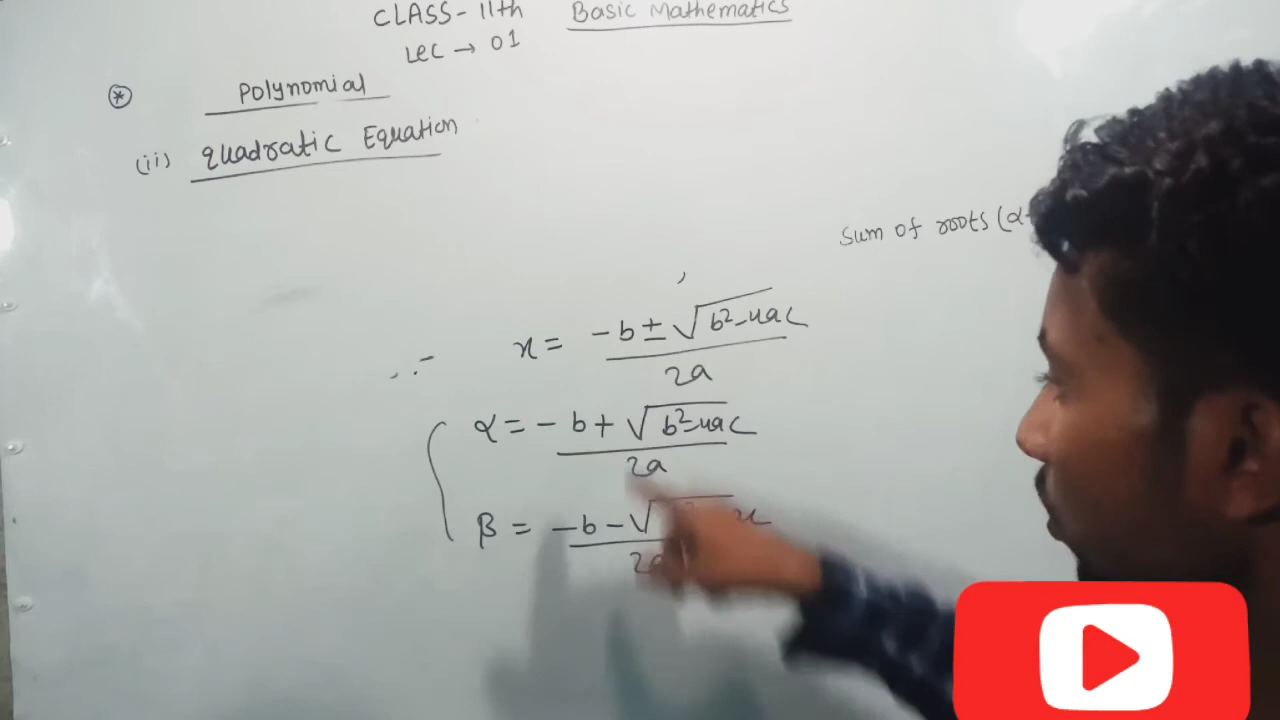 CLASS-11th Basic Mathematics
Lec → 01
* Polynomial
(ii) Quadratic Equation
Sum of roots (α
x = -b ± √b²-4ac
2a
α = -b + √b²-4ac
2a
β = -b - √
2a